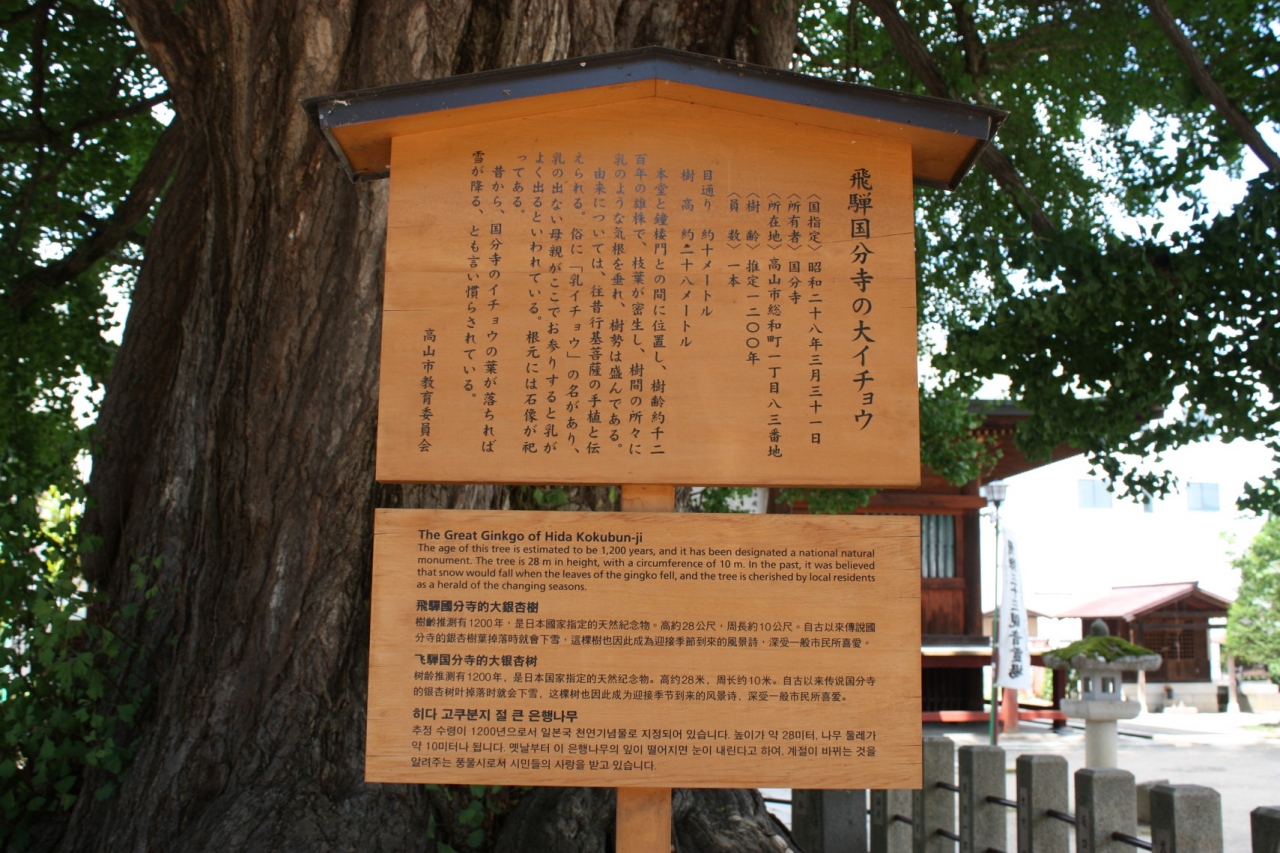 飛騨国分寺の大イチョウ
〈国指定〉昭和二十八年三月三十一日
〈所有者〉国分寺
〈所在地〉高山市総和町一丁目八三番地
〈樹　齢〉推定一二〇〇年
〈員　数〉一本
目通り　約十メートル
樹　高　約二十八メートル
本堂と鐘楼門との間に位置し、樹齢約千二
百年の雄株で、枝葉が密生し、樹間の所々に
乳のような気根を垂れ、樹勢は盛んである。
由来については、往昔行基菩薩の手植と伝
えられる。俗に「乳イチョウ」の名があり、
乳の出ない母親がここでお参りすると乳が
よく出るといわれている。根元には石像が祀
ってある。
昔から、国分寺のイチョウの葉が落ちれば
雪が降る、とも言い慣らされている。
高山市教育委員会
The Great Ginkgo of Hida Kokubun-ji
The age of this tree is estimated to be 1,200 years, and it has been designated a national natural
monument. The tree is 28 m in height, with a circumference of 10 m. In the past, it was believed
that snow would fall when the leaves of the gingko fell, and the tree is cherished by local residents
as a herald of the changing seasons.
飛驒國分寺的大銀杏樹
樹齡推測有1200年，是日本國家指定的天然紀念物。高約28公尺，周長約10公尺。自古以來傳說國
分寺的銀杏樹葉掉落時就會下雪，這棵樹也因此成為迎接季節到來的風景詩，深受一般市民所喜愛。
飞騨国分寺的大银杏树
树龄推测有1200年，是日本国家指定的天然纪念物。高约28米，周长约10米。自古以来传说国分寺
的银杏树叶掉落时就会下雪，这棵树也因此成为迎接季节到来的风景诗，深受一般市民所喜爱。
히다 고쿠분지 절 큰 은행나무
추정 수령이 1200년으로서 일본국 천연기념물로 지정되어 있습니다. 높이가 약 28미터, 나무 둘레가
약 10미터나 됩니다. 옛날부터 이 은행나무의 잎이 떨어지면 눈이 내린다고 하여, 계절이 바뀌는 것을
알려주는 풍물시로써 시민들의 사랑을 받고 있습니다.